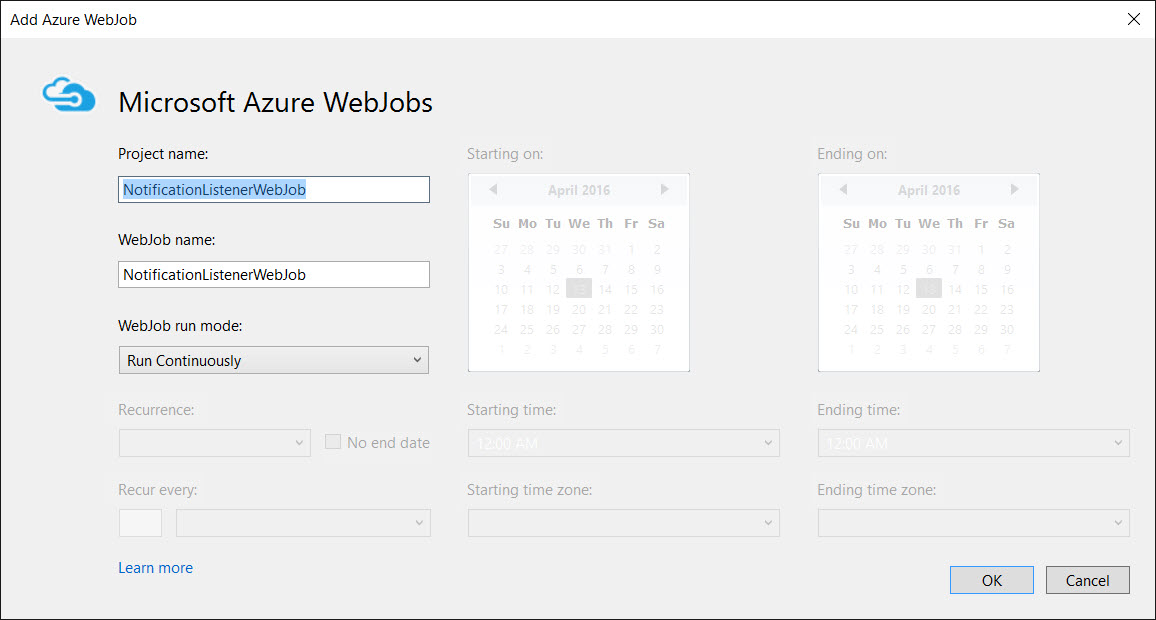 Add Azure WebJob
Microsoft Azure WebJobs
Project name:
NotificationListenerWebJob
WebJob name:
NotificationListenerWebJob
WebJob run mode:
Run Continuously
Recurrence:
No end date
Recur every:
Learn more
Starting on:
April 2016
Su Mo Tu We Th Fr Sa
27 28 29 30 31 1 2
3 4 5 6 7 8 9
10 11 12 13 14 15 16
17 18 19 20 21 22 23
24 25 26 27 28 29 30
1 2 3 4 5 6 7
Starting time:
12:00 AM
Starting time zone:
Ending on:
April 2016
Su Mo Tu We Th Fr Sa
27 28 29 30 31 1 2
3 4 5 6 7 8 9
10 11 12 13 14 15 16
17 18 19 20 21 22 23
24 25 26 27 28 29 30
1 2 3 4 5 6 7
Ending time:
12:00 AM
Ending time zone:
OK
Cancel